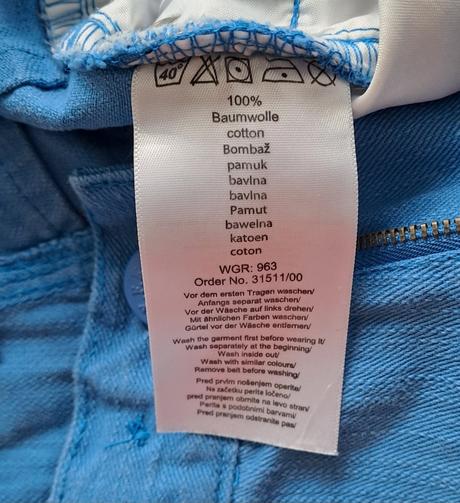 40°
100%
Baumwolle
cotton
Bombaž
pamuk
bavlna
bavlna
Pamut
bawełna
katoen
coton
WGR: 963
Order No. 31511/00
Vor dem ersten Tragen waschen/
Anfangs separat waschen/
Vor der Wäsche auf links drehen/
Mit ähnlichen Farben waschen/
Gürtel vor der Wäsche entfernen/
Wash the garment first before wearing it/
Wash separately at the beginning/
Wash inside out/
Wash with similar colours/
Remove belt before washing/
Pred prvim nošenjem operite/
Na začetku perite ločeno/
pred pranjem obrnite na levo stran/
Perite s podobnimi barvami/
Pred pranjem odstranite pas/